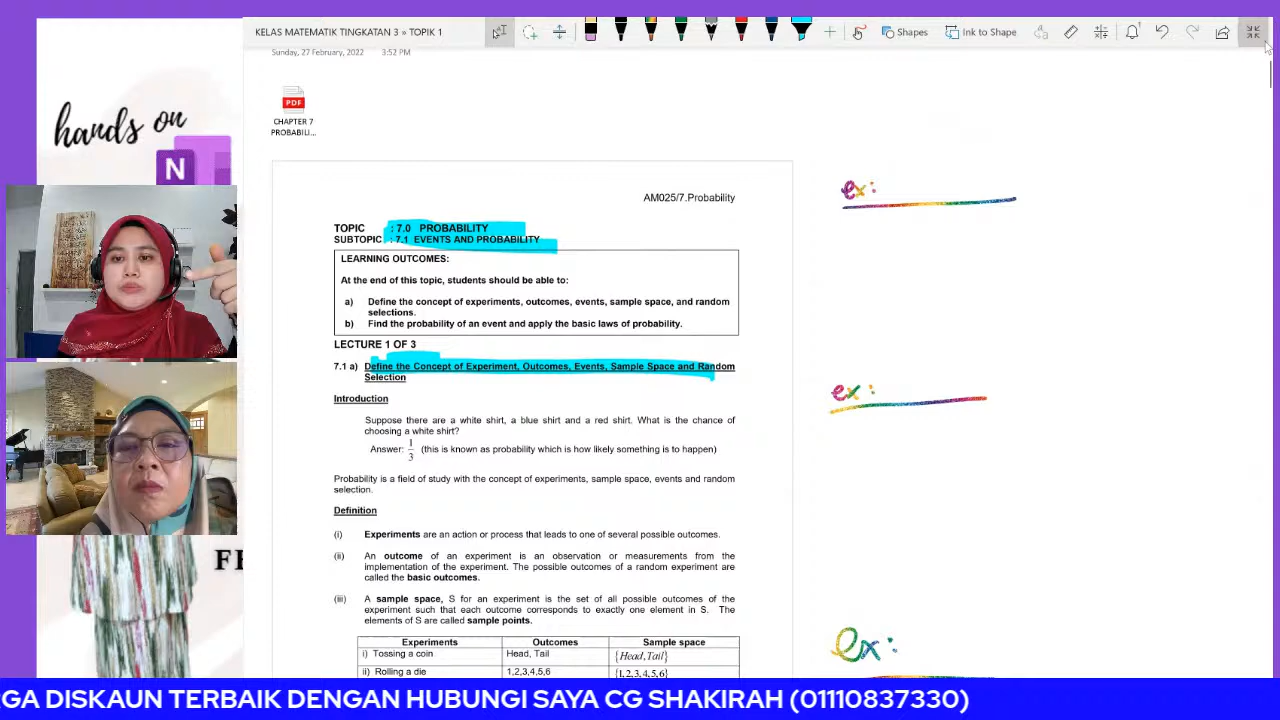 KELAS MATEMATIK TINGKATAN 3 » TOPIK 1
Shapes
Ink to Shape
Sunday, 27 February, 2022 3:52 PM
hands on
N
PDF
CHAPTER 7
PROBABILI...
AM025/7.Probability
TOPIC : 7.0 PROBABILITY
SUBTOPIC : 7.1 EVENTS AND PROBABILITY
LEARNING OUTCOMES:
At the end of this topic, students should be able to:
a) Define the concept of experiments, outcomes, events, sample space, and random
selections.
b) Find the probability of an event and apply the basic laws of probability.
LECTURE 1 OF 3
7.1 a) Define the Concept of Experiment, Outcomes, Events, Sample Space and Random
Selection
Introduction
Suppose there are a white shirt, a blue shirt and a red shirt. What is the chance of
choosing a white shirt?
Answer: 1/3 (this is known as probability which is how likely something is to happen)
Probability is a field of study with the concept of experiments, sample space, events and random
selection.
Definition
(i) Experiments are an action or process that leads to one of several possible outcomes.
(ii) An outcome of an experiment is an observation or measurements from the
implementation of the experiment. The possible outcomes of a random experiment are
called the basic outcomes.
(iii) A sample space, S for an experiment is the set of all possible outcomes of the
experiment such that each outcome corresponds to exactly one element in S. The
elements of S are called sample points.
Experiments Outcomes Sample space
i) Tossing a coin Head, Tail {Head,Tail}
ii) Rolling a die 1,2,3,4,5,6 {1,2,3,4,5,6}
ex:
ex:
ex:
FE
RGA DISKAUN TERBAIK DENGAN HUBUNGI SAYA CG SHAKIRAH (01110837330)